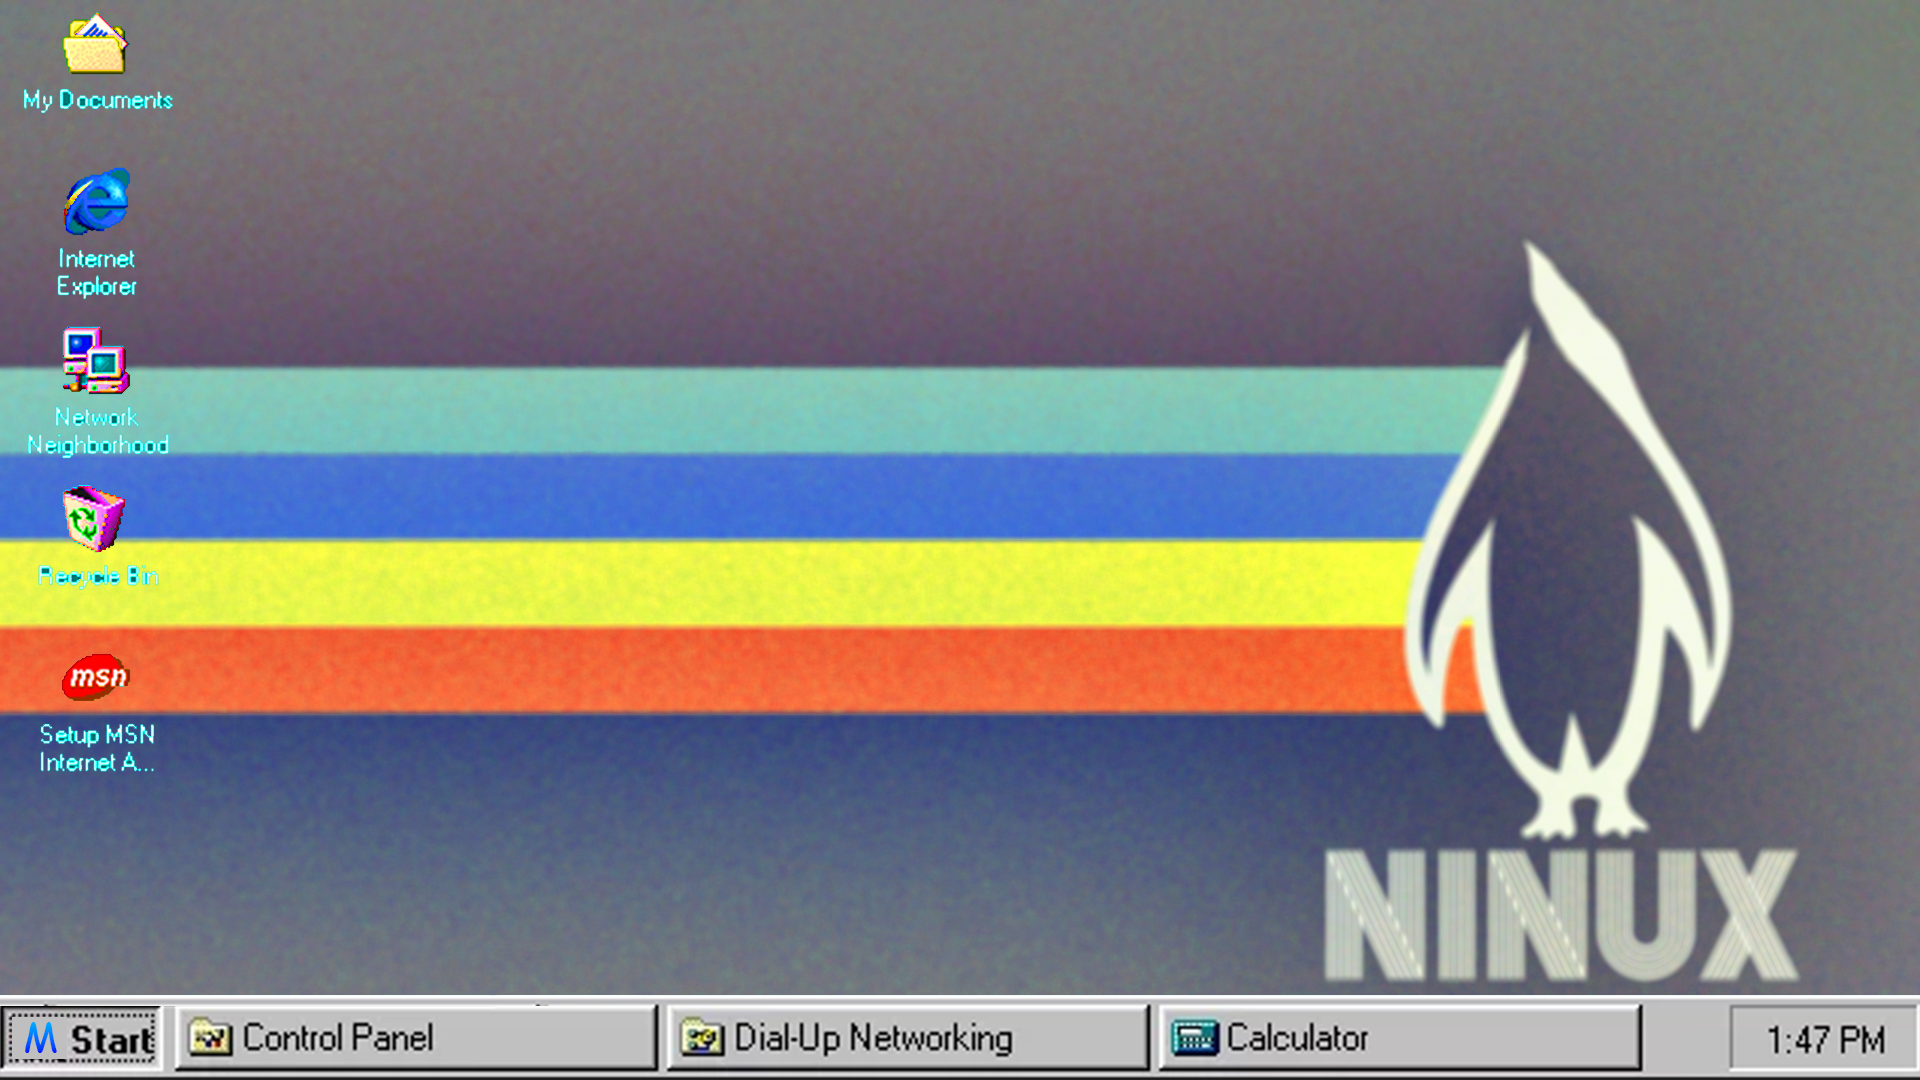 My Documents
Internet
Explorer
Network
Neighborhood
Recycle Bin
msn
Setup MSN
Internet A...
NINUX
Start
Control Panel
Dial-Up Networking
Calculator
1:47 PM